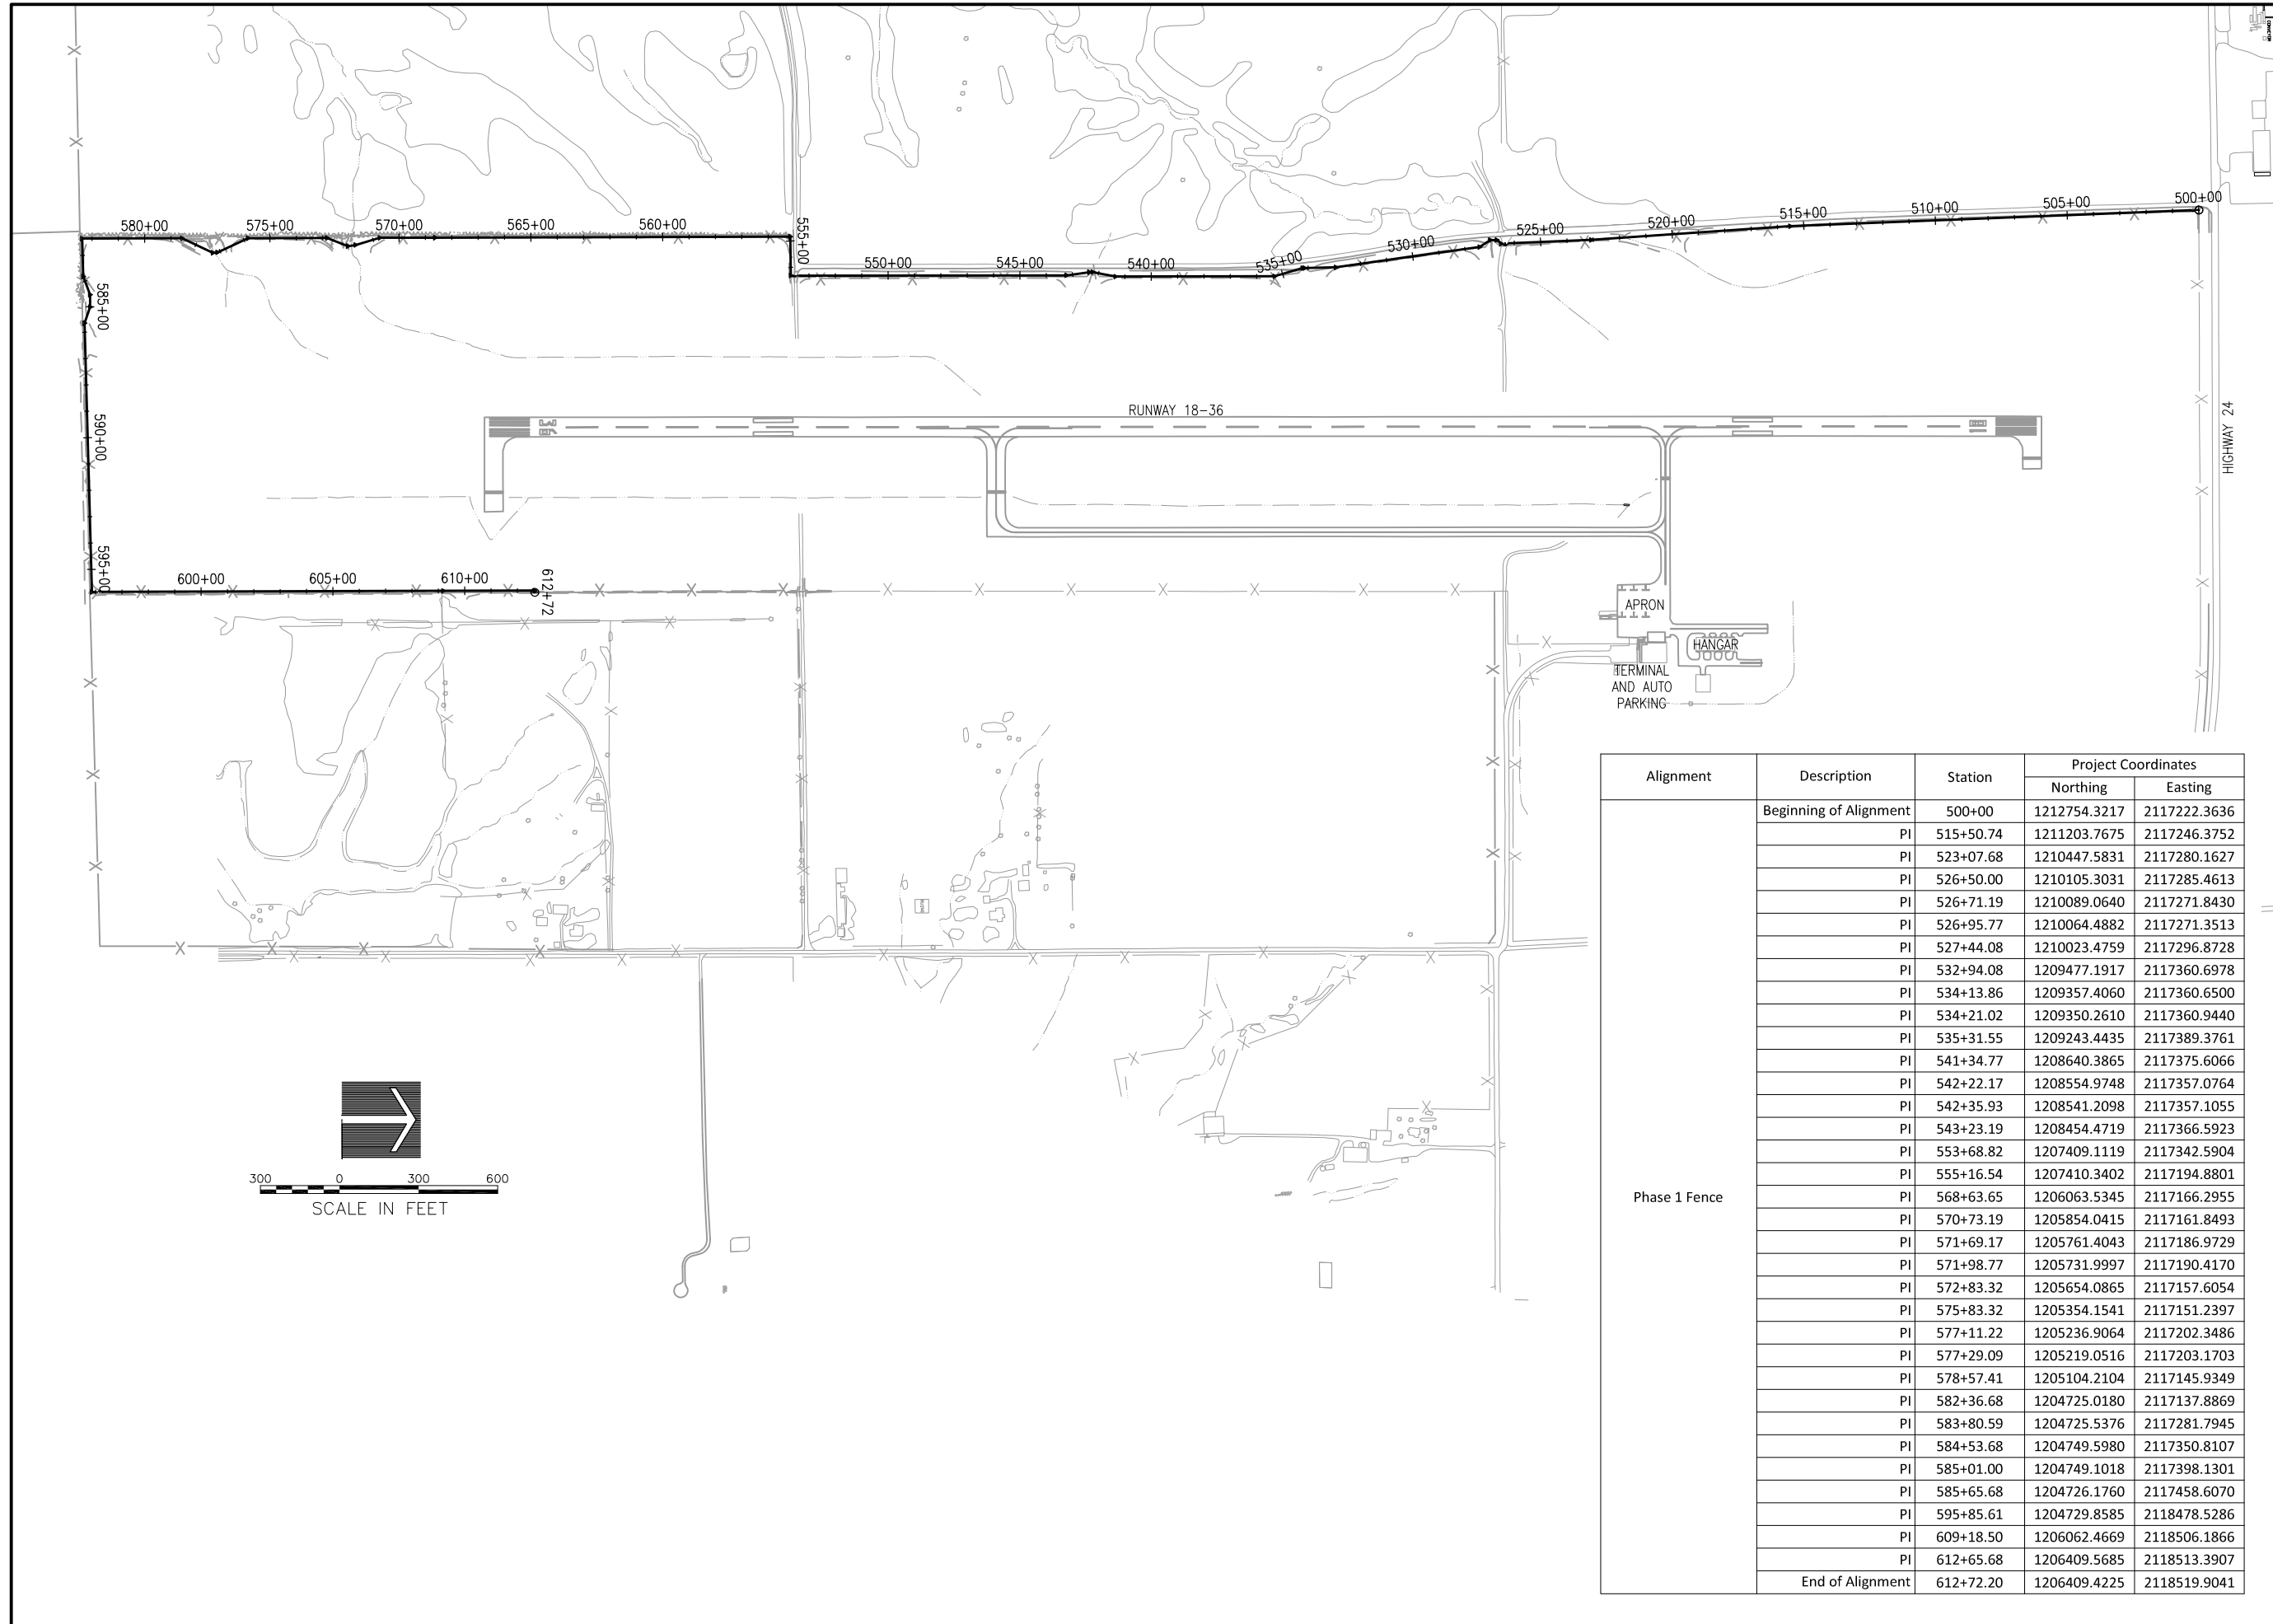 580+00 575+00 570+00 565+00 560+00 555+00 550+00 545+00 540+00 535+00 530+00 525+00 520+00 515+00 510+00 505+00 500+00
585+00
590+00
595+00
600+00 605+00 610+00 612+72
RUNWAY 18-36
HIGHWAY 24
APRON
HANGAR
TERMINAL
AND AUTO
PARKING
300 0 300 600
SCALE IN FEET
Alignment Description Station Project Coordinates
Northing Easting
Phase 1 Fence
Beginning of Alignment 500+00 1212754.3217 2117222.3636
PI 515+50.74 1211203.7675 2117246.3752
PI 523+07.68 1210447.5831 2117280.1627
PI 526+50.00 1210105.3031 2117285.4613
PI 526+71.19 1210089.0640 2117271.8430
PI 526+95.77 1210064.4882 2117271.3513
PI 527+44.08 1210023.4759 2117296.8728
PI 532+94.08 1209477.1917 2117360.6978
PI 534+13.86 1209357.4060 2117360.6500
PI 534+21.02 1209350.2610 2117360.9440
PI 535+31.55 1209243.4435 2117389.3761
PI 541+34.77 1208640.3865 2117375.6066
PI 542+22.17 1208554.9748 2117357.0764
PI 542+35.93 1208541.2098 2117357.1055
PI 543+23.19 1208454.4719 2117366.5923
PI 553+68.82 1207409.1119 2117342.5904
PI 555+16.54 1207410.3402 2117194.8801
PI 568+63.65 1206063.5345 2117166.2955
PI 570+73.19 1205854.0415 2117161.8493
PI 571+69.17 1205761.4043 2117186.9729
PI 571+98.77 1205731.9997 2117190.4170
PI 572+83.32 1205654.0865 2117157.6054
PI 575+83.32 1205354.1541 2117151.2397
PI 577+11.22 1205236.9064 2117202.3486
PI 577+29.09 1205219.0516 2117203.1703
PI 578+57.41 1205104.2104 2117145.9349
PI 582+36.68 1204725.0180 2117137.8869
PI 583+80.59 1204725.5376 2117281.7945
PI 584+53.68 1204749.5980 2117350.8107
PI 585+01.00 1204749.1018 2117398.1301
PI 585+65.68 1204726.1760 2117458.6070
PI 595+85.61 1204729.8585 2118478.5286
PI 609+18.50 1206062.4669 2118506.1866
PI 612+65.68 1206409.5685 2118513.3907
End of Alignment 612+72.20 1206409.4225 2118519.9041